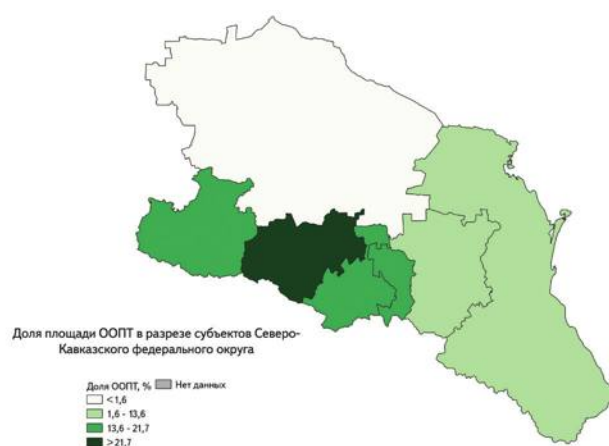 Доля площади ООПТ в разрезе субъектов Северо-
Кавказского федерального округа
Доля ООПТ, % Нет данных
<1,6
1,6 - 13,6
13,6 - 21,7
>21,7